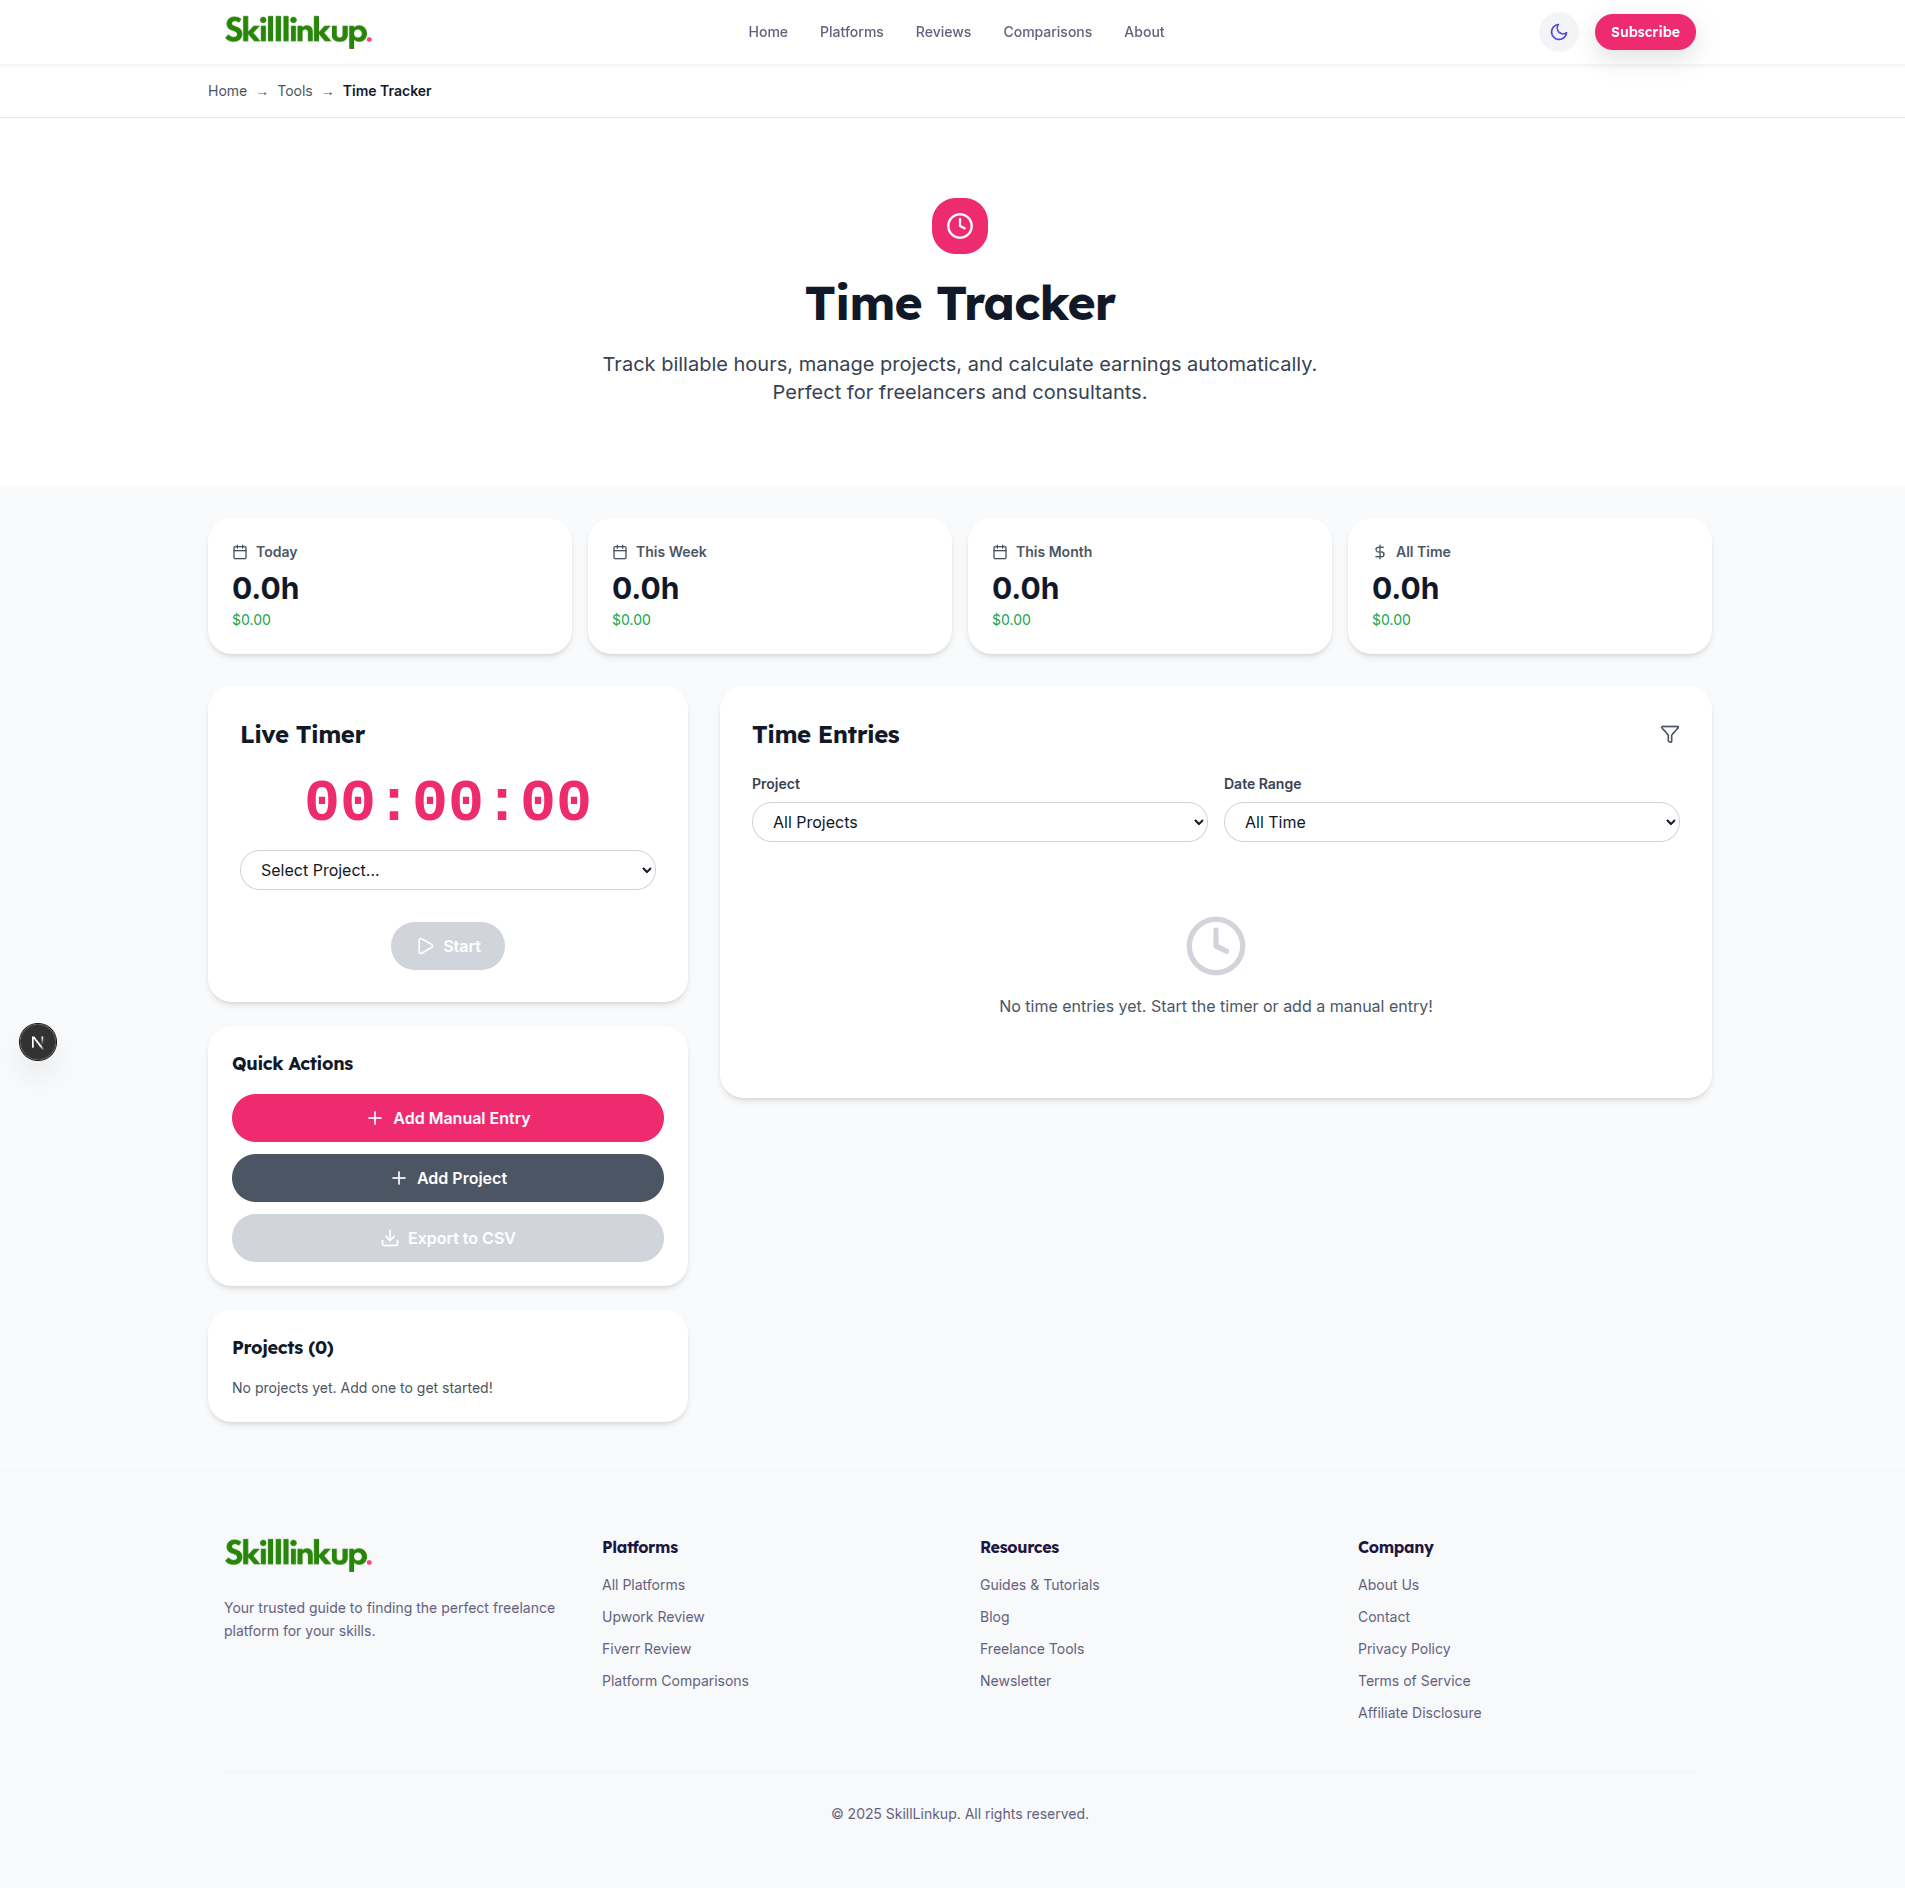 Skilllinkup.
Home
Platforms
Reviews
Comparisons
About
Subscribe
Home → Tools → Time Tracker
Time Tracker
Track billable hours, manage projects, and calculate earnings automatically.
Perfect for freelancers and consultants.
Today
0.0h
$0.00
This Week
0.0h
$0.00
This Month
0.0h
$0.00
All Time
0.0h
$0.00
Live Timer
00:00:00
Select Project...
Start
Quick Actions
Add Manual Entry
Add Project
Export to CSV
Projects (0)
No projects yet. Add one to get started!
Time Entries
Project
All Projects
Date Range
All Time
No time entries yet. Start the timer or add a manual entry!
N
Skilllinkup.
Your trusted guide to finding the perfect freelance
platform for your skills.
Platforms
All Platforms
Upwork Review
Fiverr Review
Platform Comparisons
Resources
Guides & Tutorials
Blog
Freelance Tools
Newsletter
Company
About Us
Contact
Privacy Policy
Terms of Service
Affiliate Disclosure
© 2025 SkillLinkup. All rights reserved.